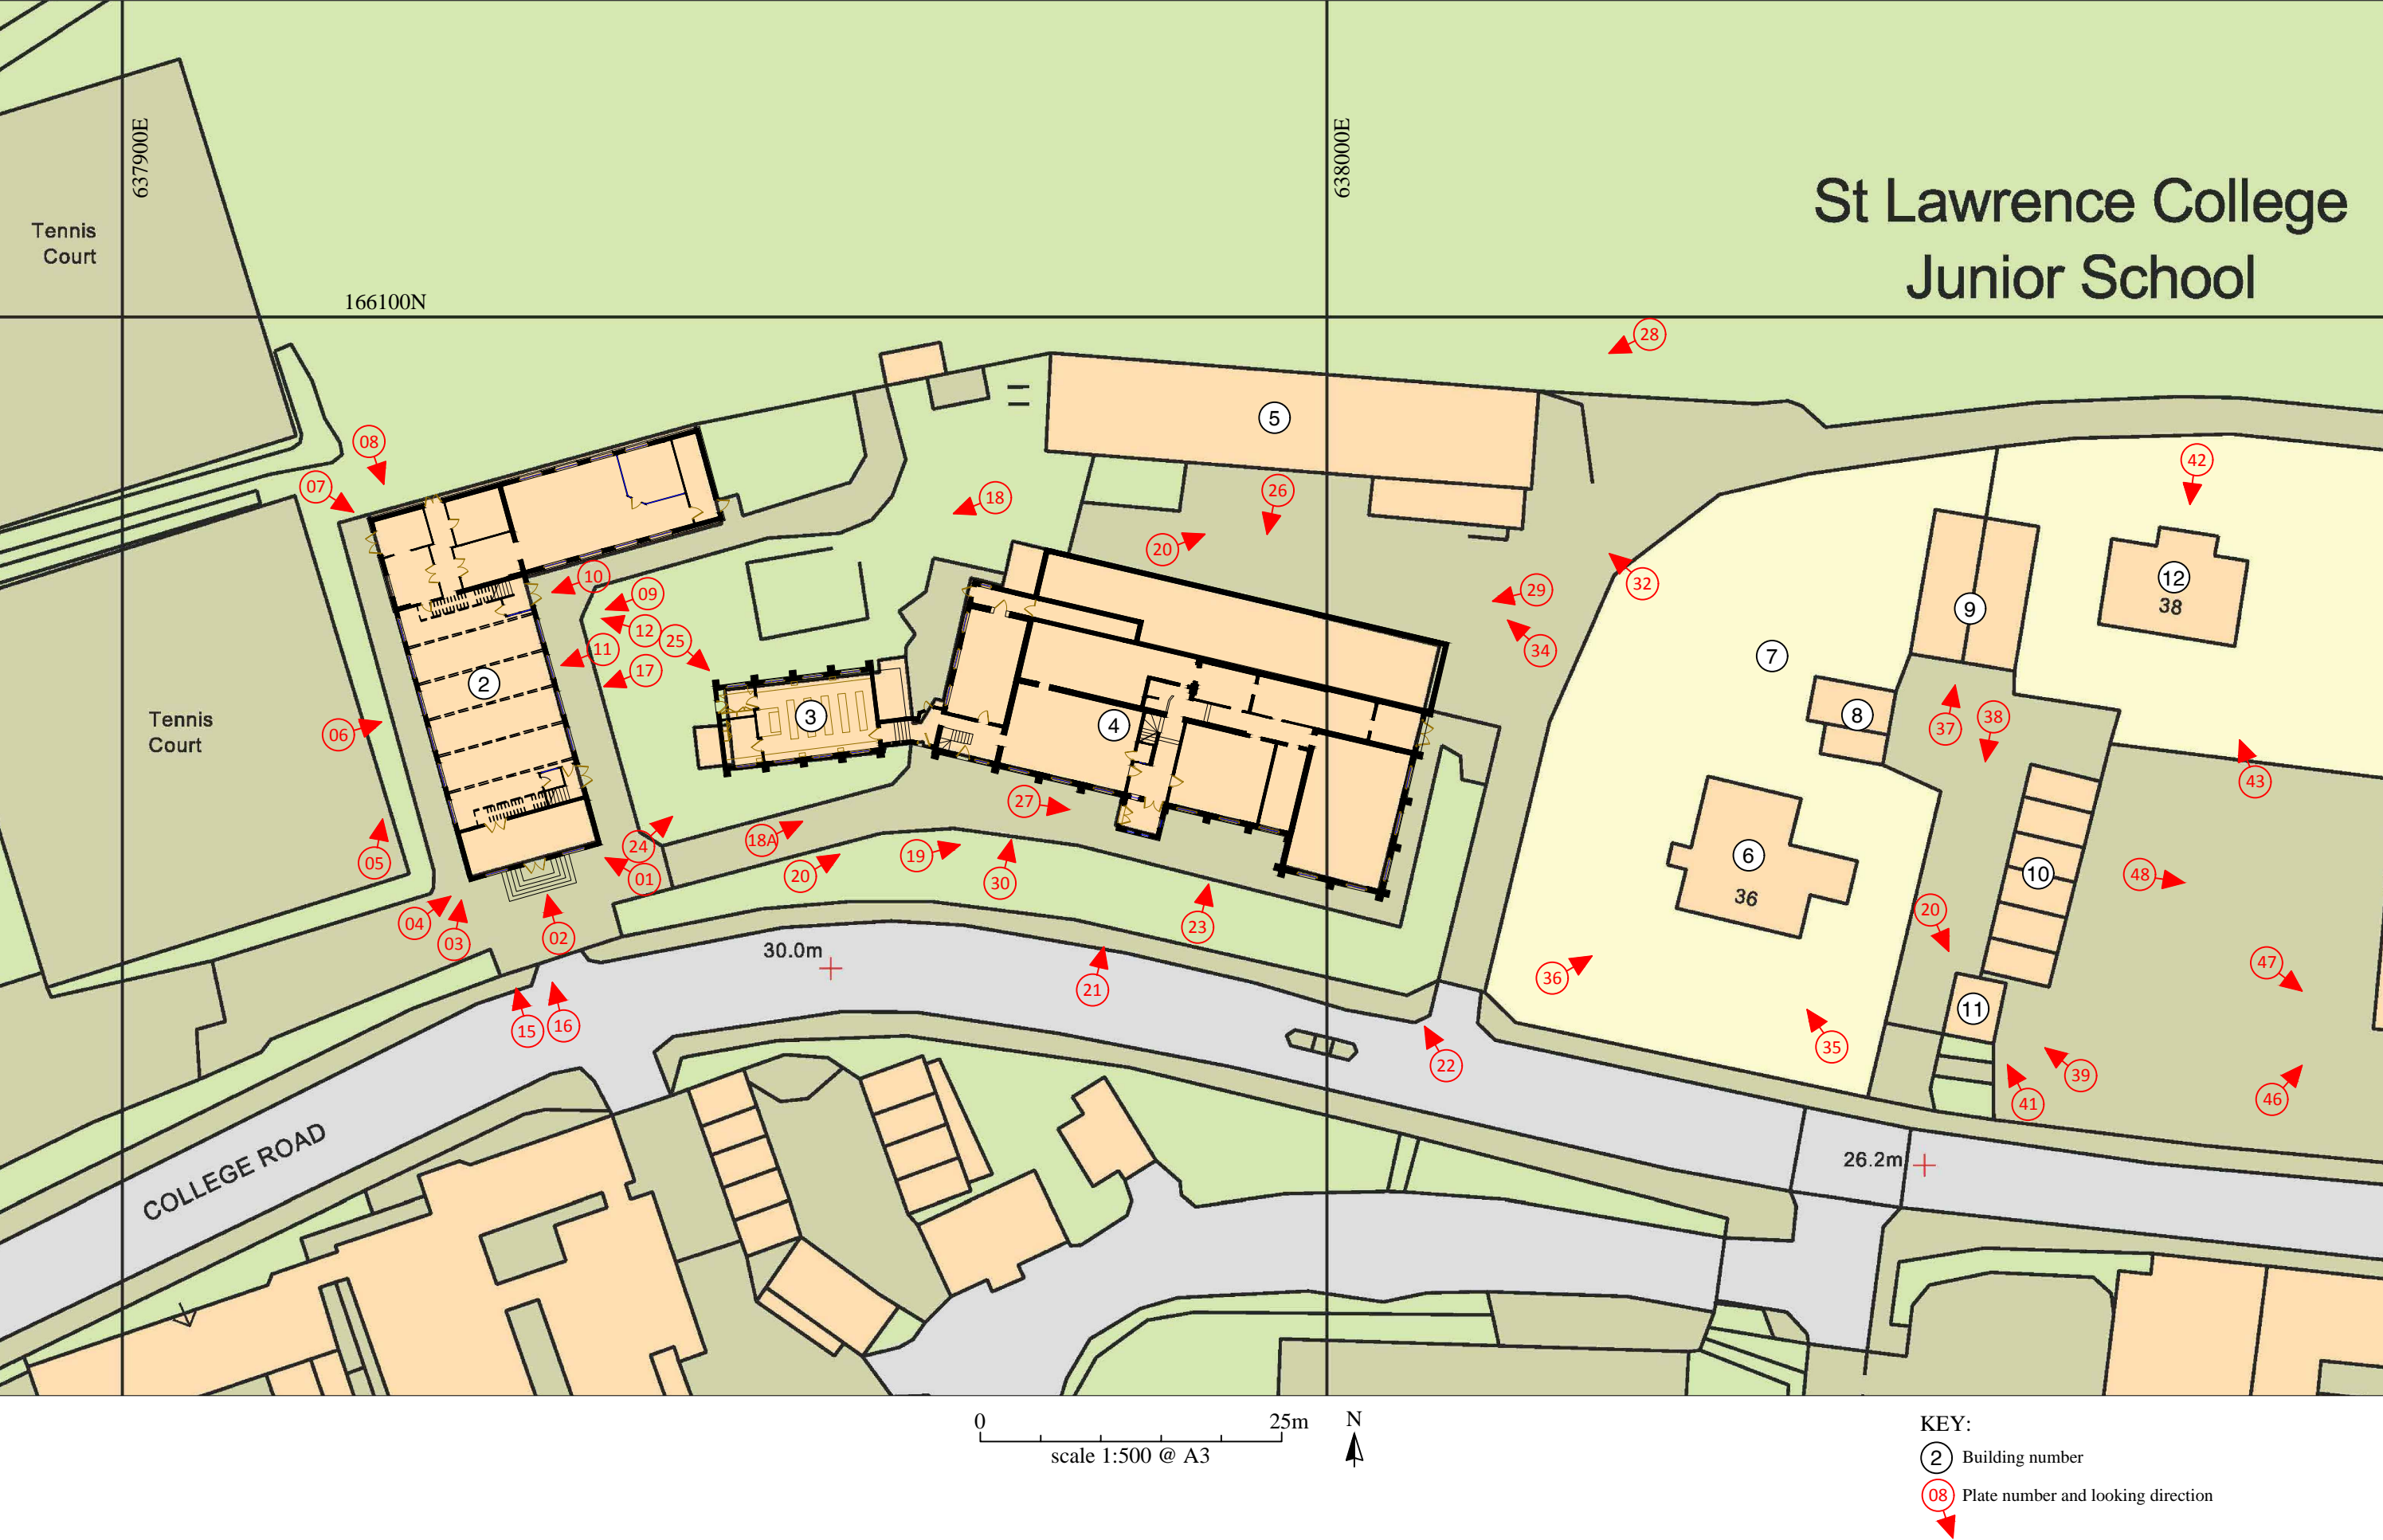 637900E
638000E
St Lawrence College
Junior School
Tennis
Court
166100N
28
5
08
42
07
18
26
20
12
38
10
09
29
32
9
12
25
11
34
7
17
2
3
4
8
37
38
Tennis
Court
06
43
27
24
18A
05
19
6
10
48
01
20
30
36
20
04
03
02
23
30.0m
47
36
21
11
15
16
22
35
39
41
46
COLLEGE ROAD
26.2m
0 25m
N
scale 1:500 @ A3
KEY:
2 Building number
08 Plate number and looking direction